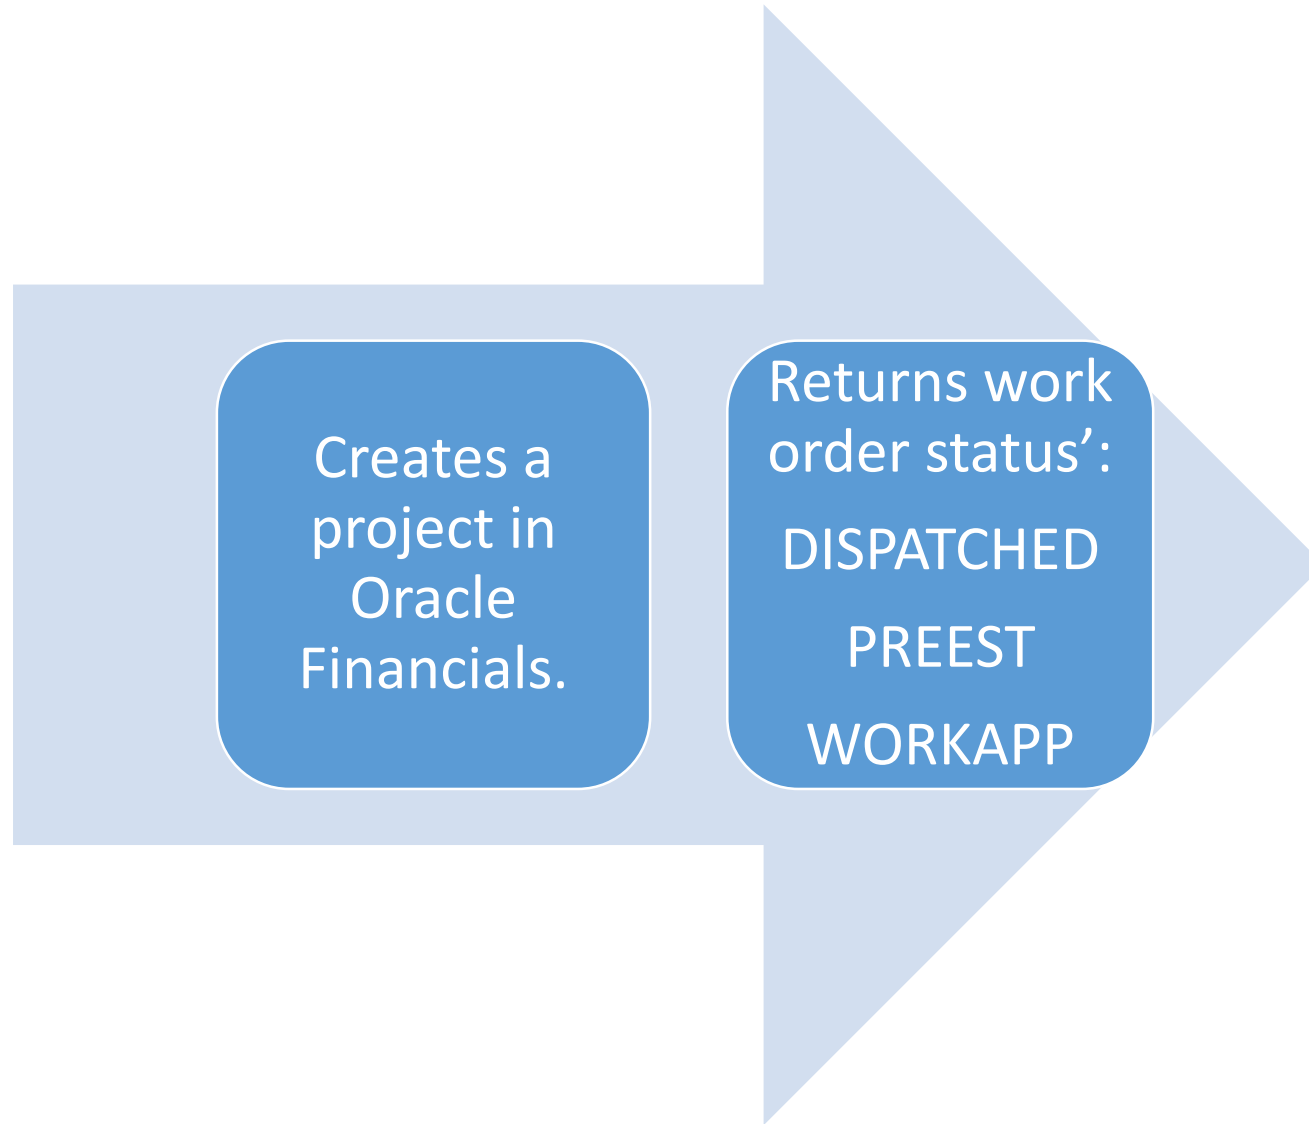 Creates a
project in
Oracle
Financials.
Returns work
order status’:
DISPATCHED
PREEST
WORKAPP